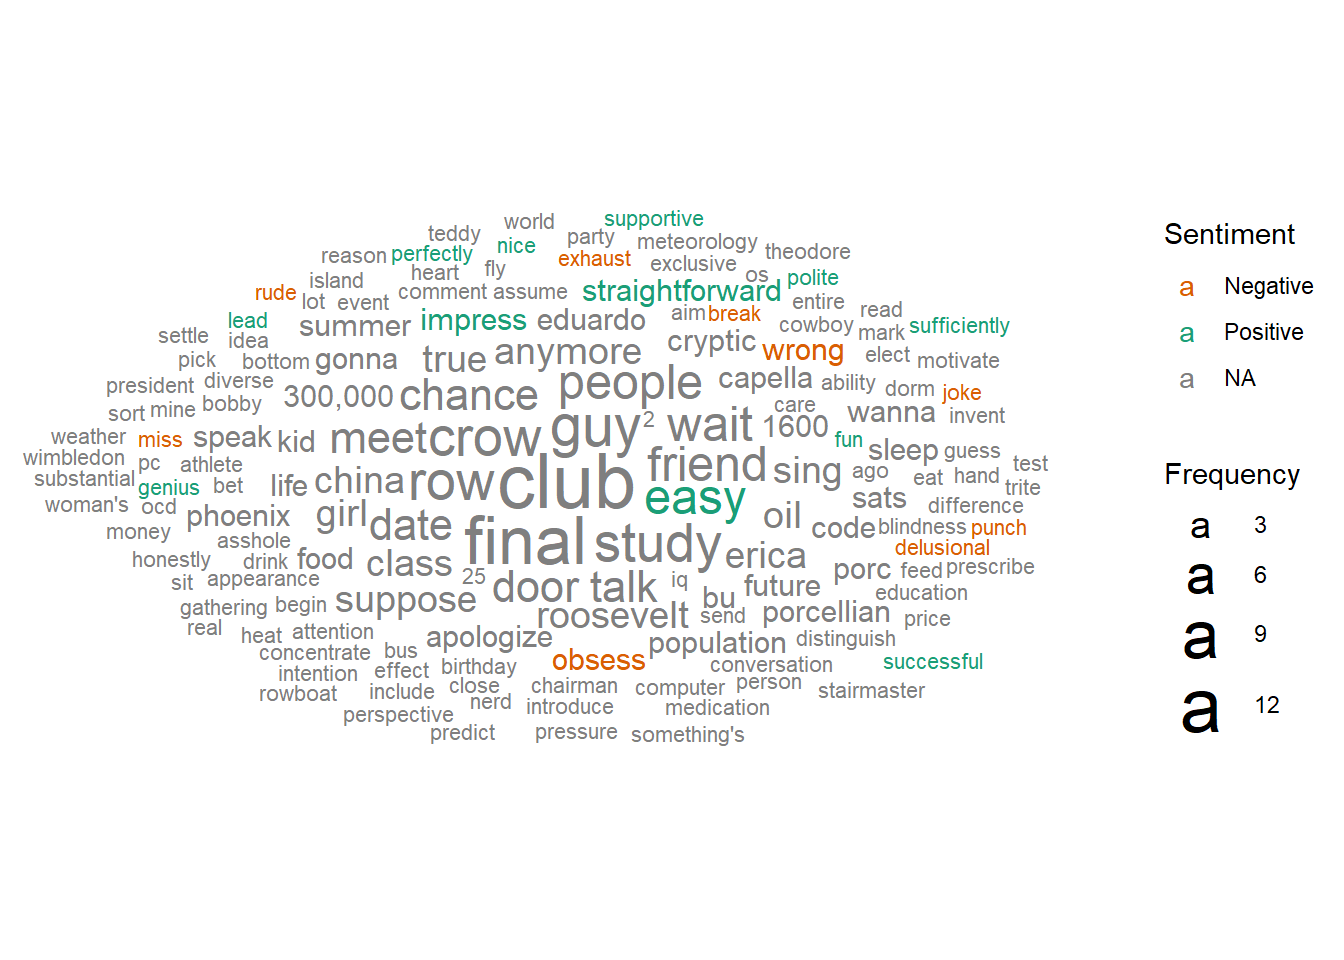 world supportive
teddy party meteorology
reason perfectly nice exhaust exclusive theodore
island heart fly os polite
rude lot event comment assume straightforward entire read
settle lead idea summer impress eduardo aim break cowboy mark sufficiently
pick bottom gonna true anymore cryptic wrong elect motivate
president diverse 300,000 chance people capella ability dorm joke
sort mine bobby care wanna invent
weather miss speak kid meet crow guy 2 wait 1600 fun sleep guess
wimbledon pc athlete friend sing ago eat hand test
substantial genius bet life china row club easy sats trite
woman's ocd phoenix girl date oil code blindness difference punch
money asshole final study erica delusional
honestly drink food class 25 door talk iq future porc feed prescribe
sit appearance suppose bu education
gathering begin roosevelt send porcellian price
real heat attention apologize population distinguish
concentrate bus obsess conversation successful
intention effect birthday
rowboat include close chairman computer person stairmaster
perspective nerd introduce medication
predict pressure something's
Sentiment
a Negative
a Positive
a NA
Frequency
a 3
a 6
a 9
a 12